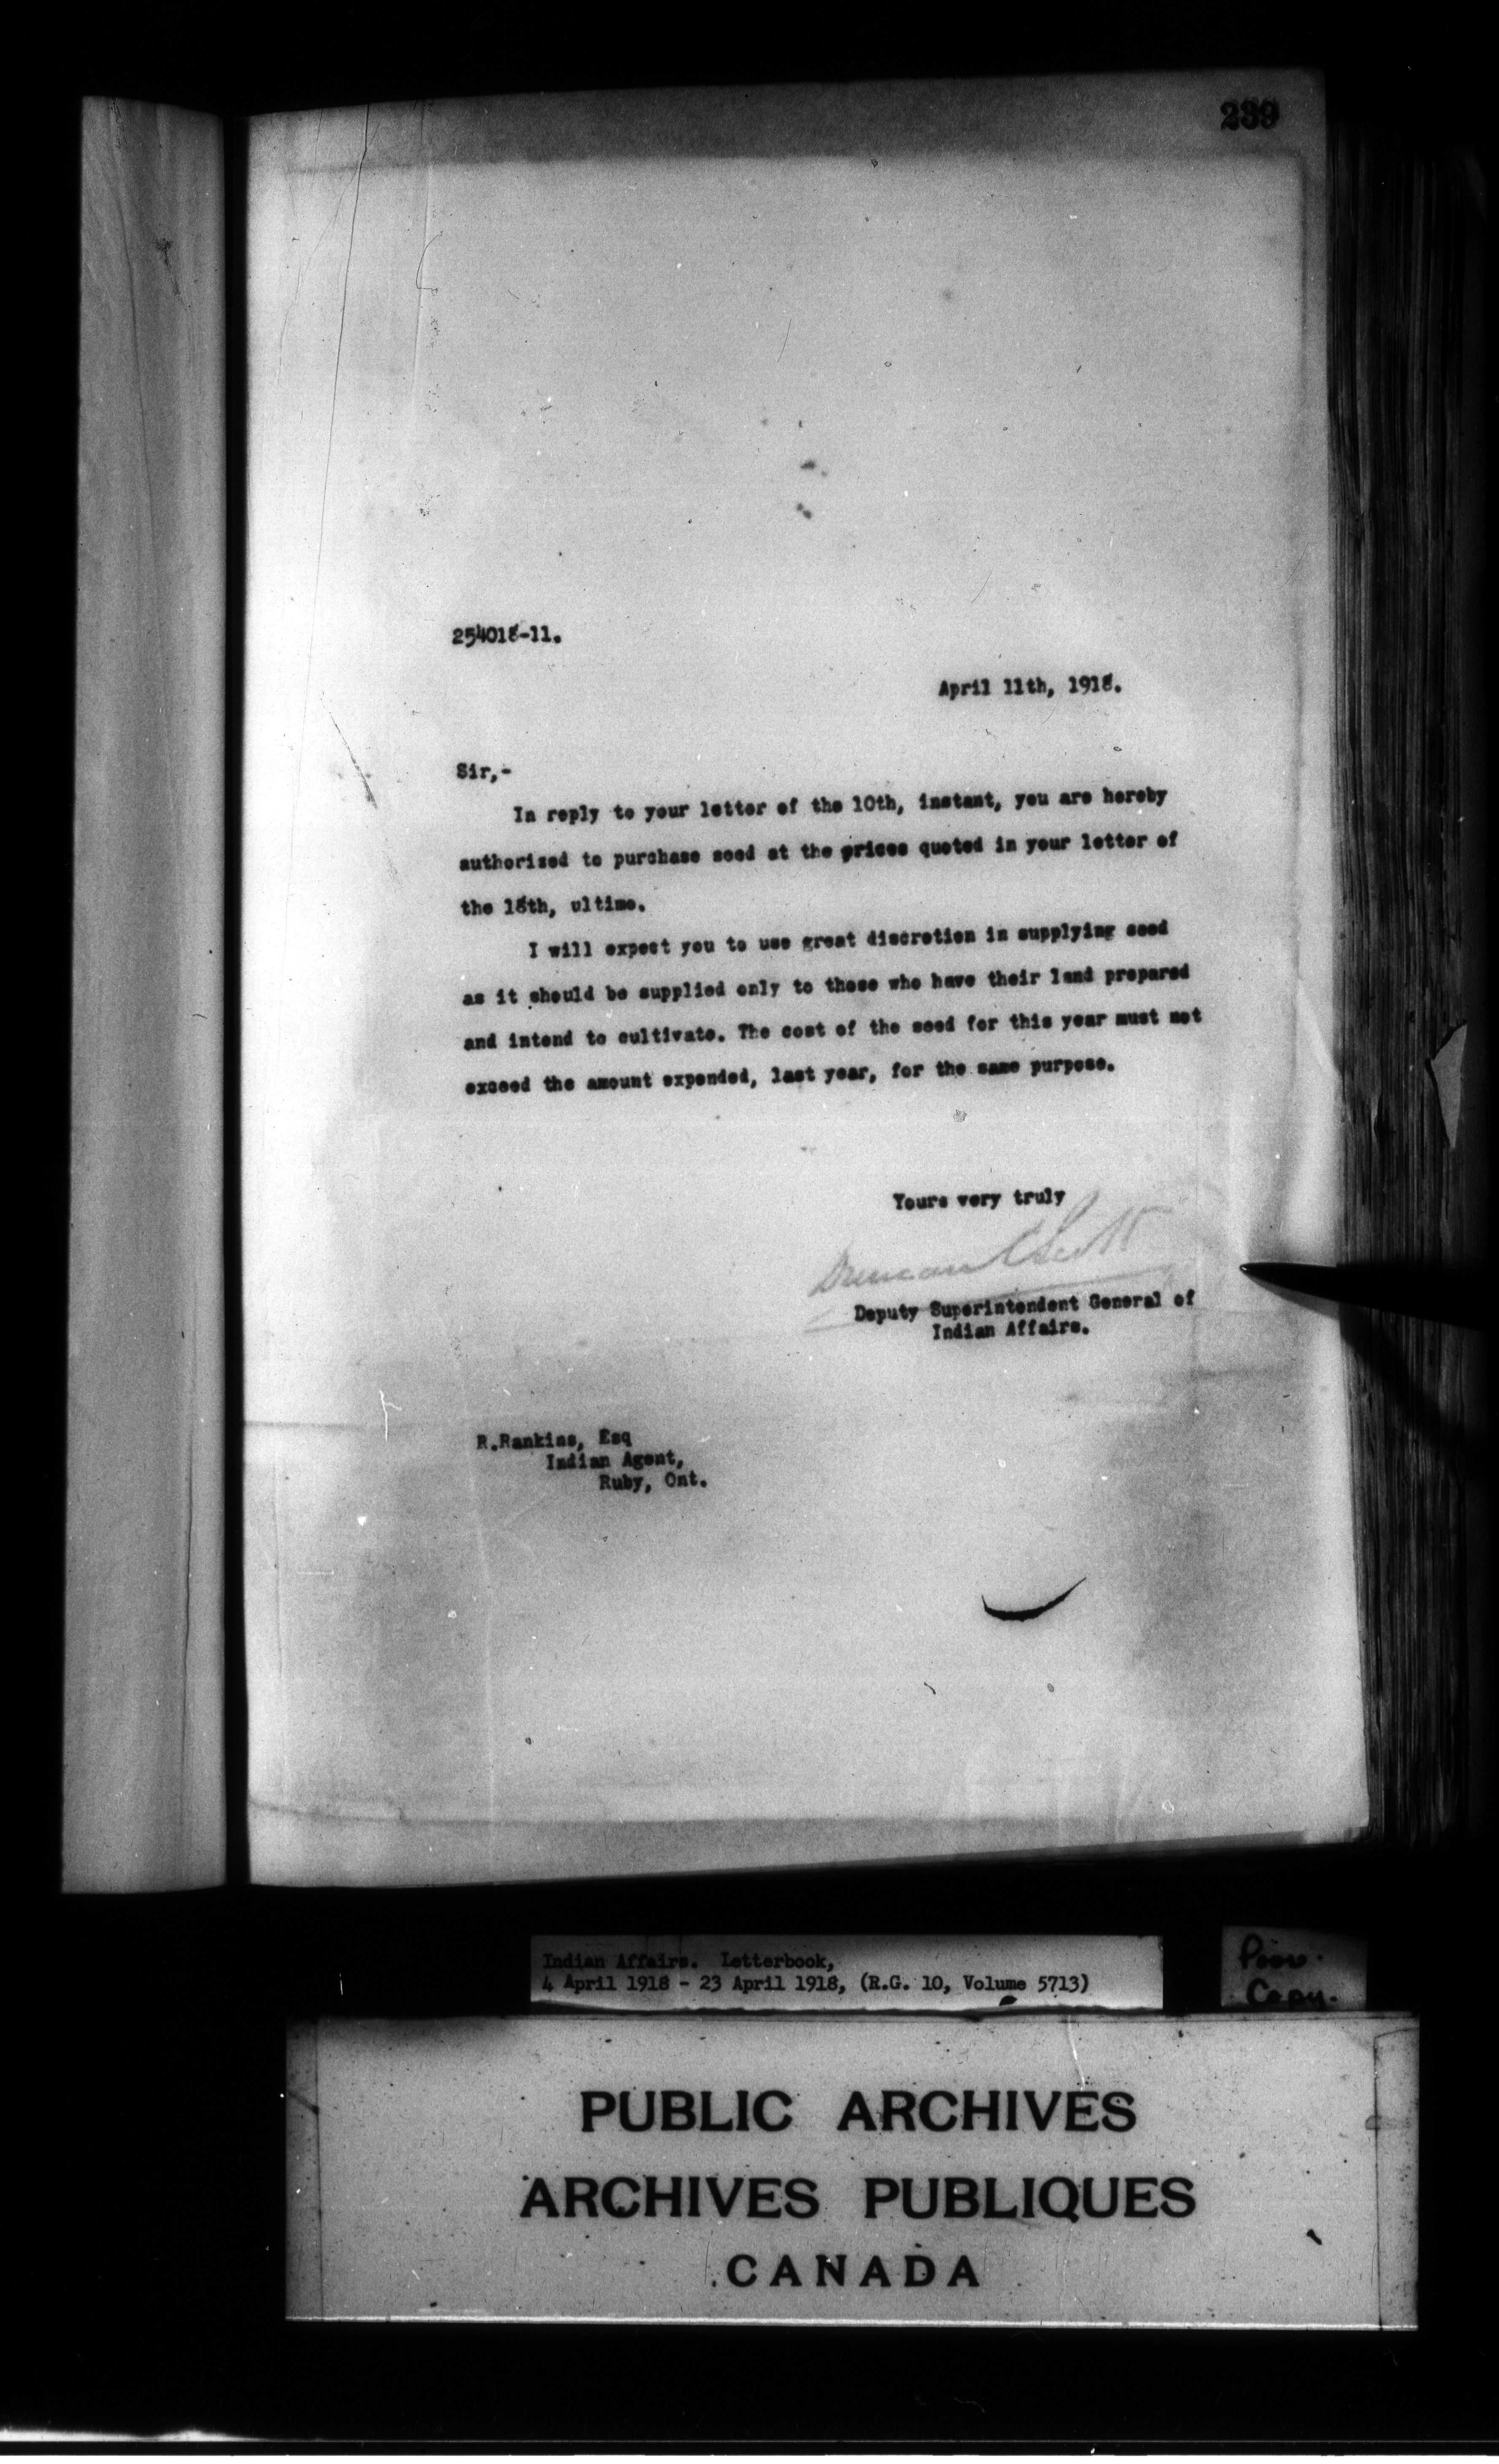 239
254018-11.
April 11th, 1918.
Sir,-
In reply to your letter of the 10th, instant, you are hereby
authorized to purchase seed at the prices quoted in your letter of
the 18th, ultimo.
I will expect you to use great discretion in supplying seed
as it should be supplied only to those who have their land prepared
and intend to cultivate. The cost of the seed for this year must not
exceed the amount expended, last year, for the same purpose.
Yours very truly
Duncan C Scott
Deputy Superintendent General of
Indian Affairs.
R.Rankins, Esq
Indian Agent,
Ruby, Ont.
Indian Affairs. Letterbook,
4 April 1918 - 23 April 1918, (R.G. 10, Volume 5713)
Poor.
Copy.
PUBLIC ARCHIVES
ARCHIVES PUBLIQUES
CANADA